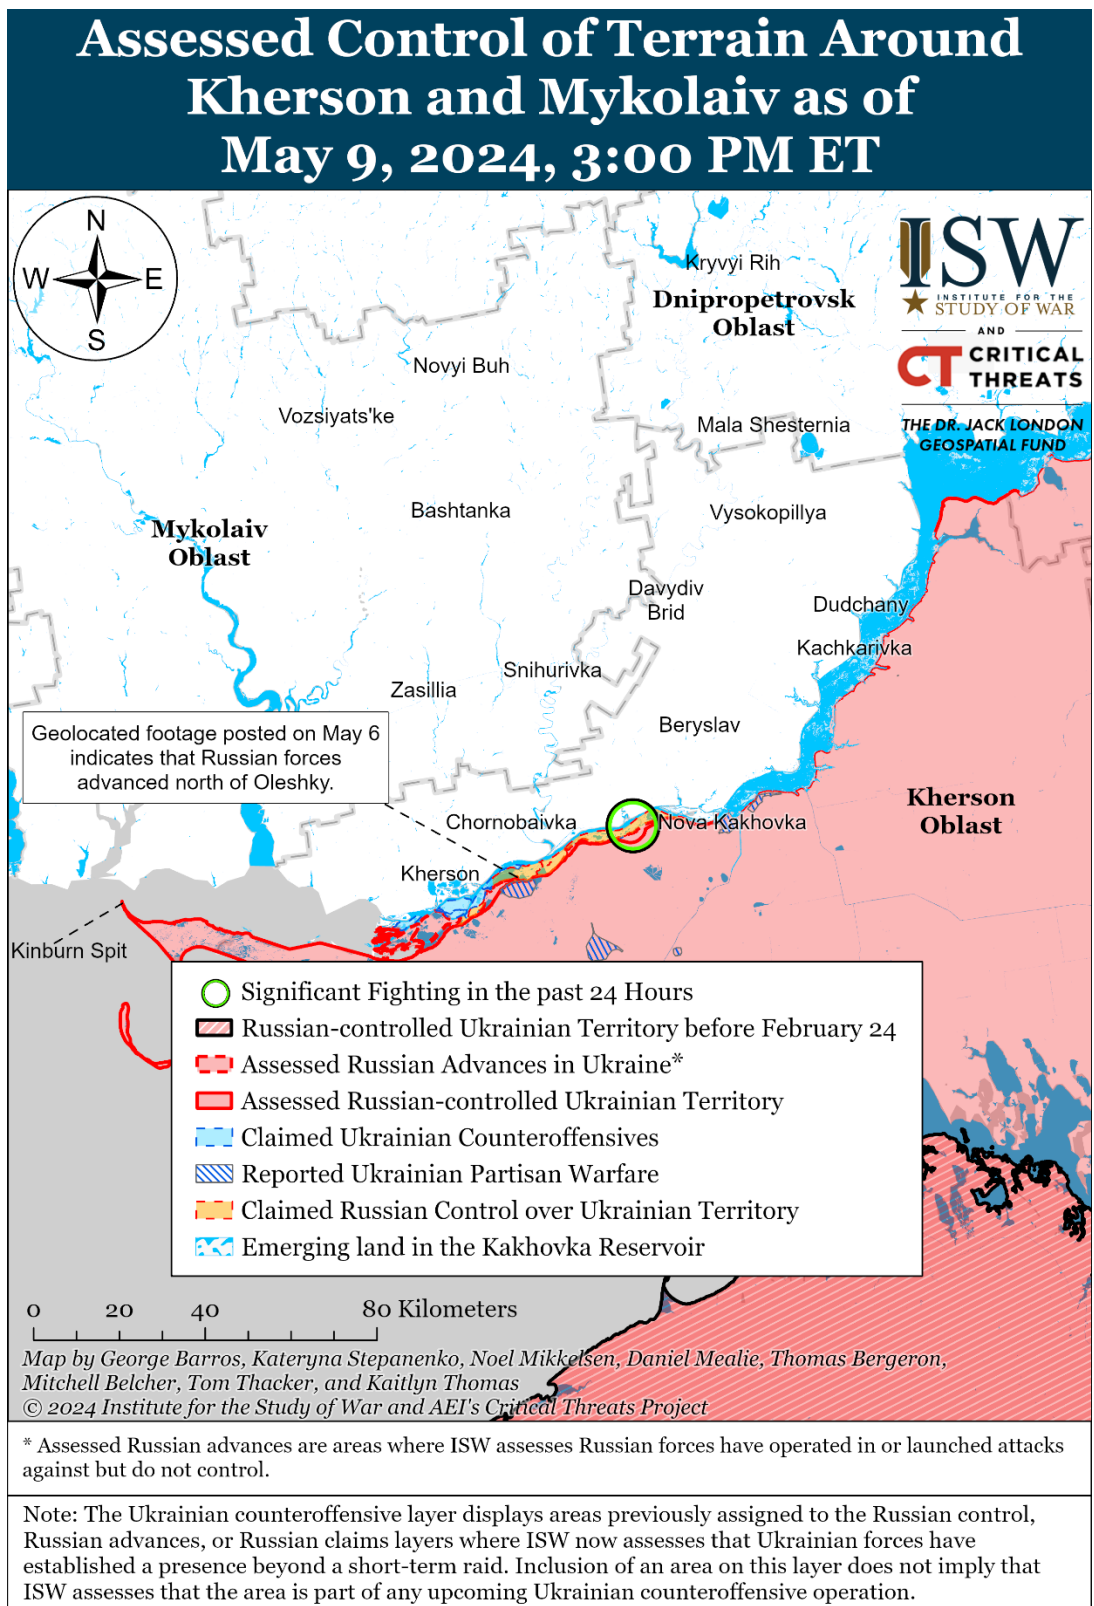 Assessed Control of Terrain Around
Kherson and Mykolaiv as of
May 9, 2024, 3:00 PM ET
N
W
E
S
ISW
INSTITUTE FOR THE
STUDY OF WAR
AND
CT CRITICAL
THREATS
THE DR. JACK LONDON
GEOSPATIAL FUND
Kryvyi Rih
Dnipropetrovsk
Oblast
Novyi Buh
Vozsiyats'ke
Mala Shesternia
Bashtanka
Vysokopillya
Mykolaiv
Oblast
Davydiv
Brid
Dudchany
Kachkarivka
Snihurivka
Zasillia
Beryslav
Geolocated footage posted on May 6
indicates that Russian forces
advanced north of Oleshky.
Kherson
Oblast
Chornobaivka
Nova Kakhovka
Kherson
Kinburn Spit
Significant Fighting in the past 24 Hours
Russian-controlled Ukrainian Territory before February 24
Assessed Russian Advances in Ukraine*
Assessed Russian-controlled Ukrainian Territory
Claimed Ukrainian Counteroffensives
Reported Ukrainian Partisan Warfare
Claimed Russian Control over Ukrainian Territory
Emerging land in the Kakhovka Reservoir
0 20 40 80 Kilometers
Map by George Barros, Kateryna Stepanenko, Noel Mikkelsen, Daniel Mealie, Thomas Bergeron,
Mitchell Belcher, Tom Thacker, and Kaitlyn Thomas
© 2024 Institute for the Study of War and AEI's Critical Threats Project
* Assessed Russian advances are areas where ISW assesses Russian forces have operated in or launched attacks
against but do not control.
Note: The Ukrainian counteroffensive layer displays areas previously assigned to the Russian control,
Russian advances, or Russian claims layers where ISW now assesses that Ukrainian forces have
established a presence beyond a short-term raid. Inclusion of an area on this layer does not imply that
ISW assesses that the area is part of any upcoming Ukrainian counteroffensive operation.